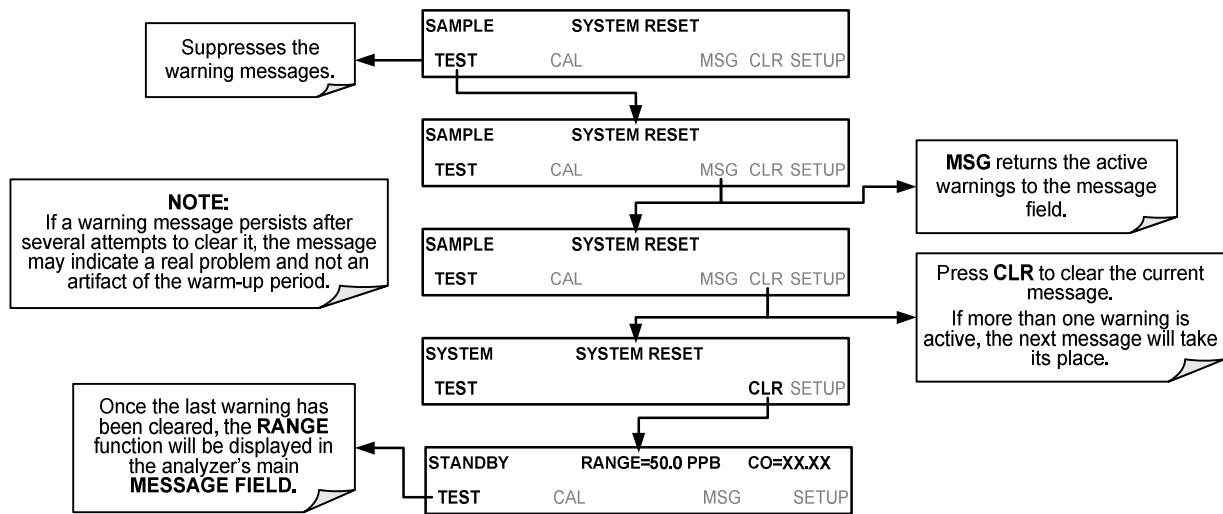 SAMPLE SYSTEM RESET
TEST CAL MSG CLR SETUP
Suppresses the
warning messages.
SAMPLE SYSTEM RESET
TEST CAL MSG CLR SETUP
MSG returns the active
warnings to the message
field.
NOTE:
If a warning message persists after
several attempts to clear it, the message
may indicate a real problem and not an
artifact of the warm-up period.
SAMPLE SYSTEM RESET
TEST CAL MSG CLR SETUP
Press CLR to clear the current
message.
If more than one warning is
active, the next message will take
its place.
SYSTEM SYSTEM RESET
TEST CLR SETUP
Once the last warning has
been cleared, the RANGE
function will be displayed in
the analyzer's main
MESSAGE FIELD.
STANDBY RANGE=50.0 PPB CO=XX.XX
TEST CAL MSG SETUP